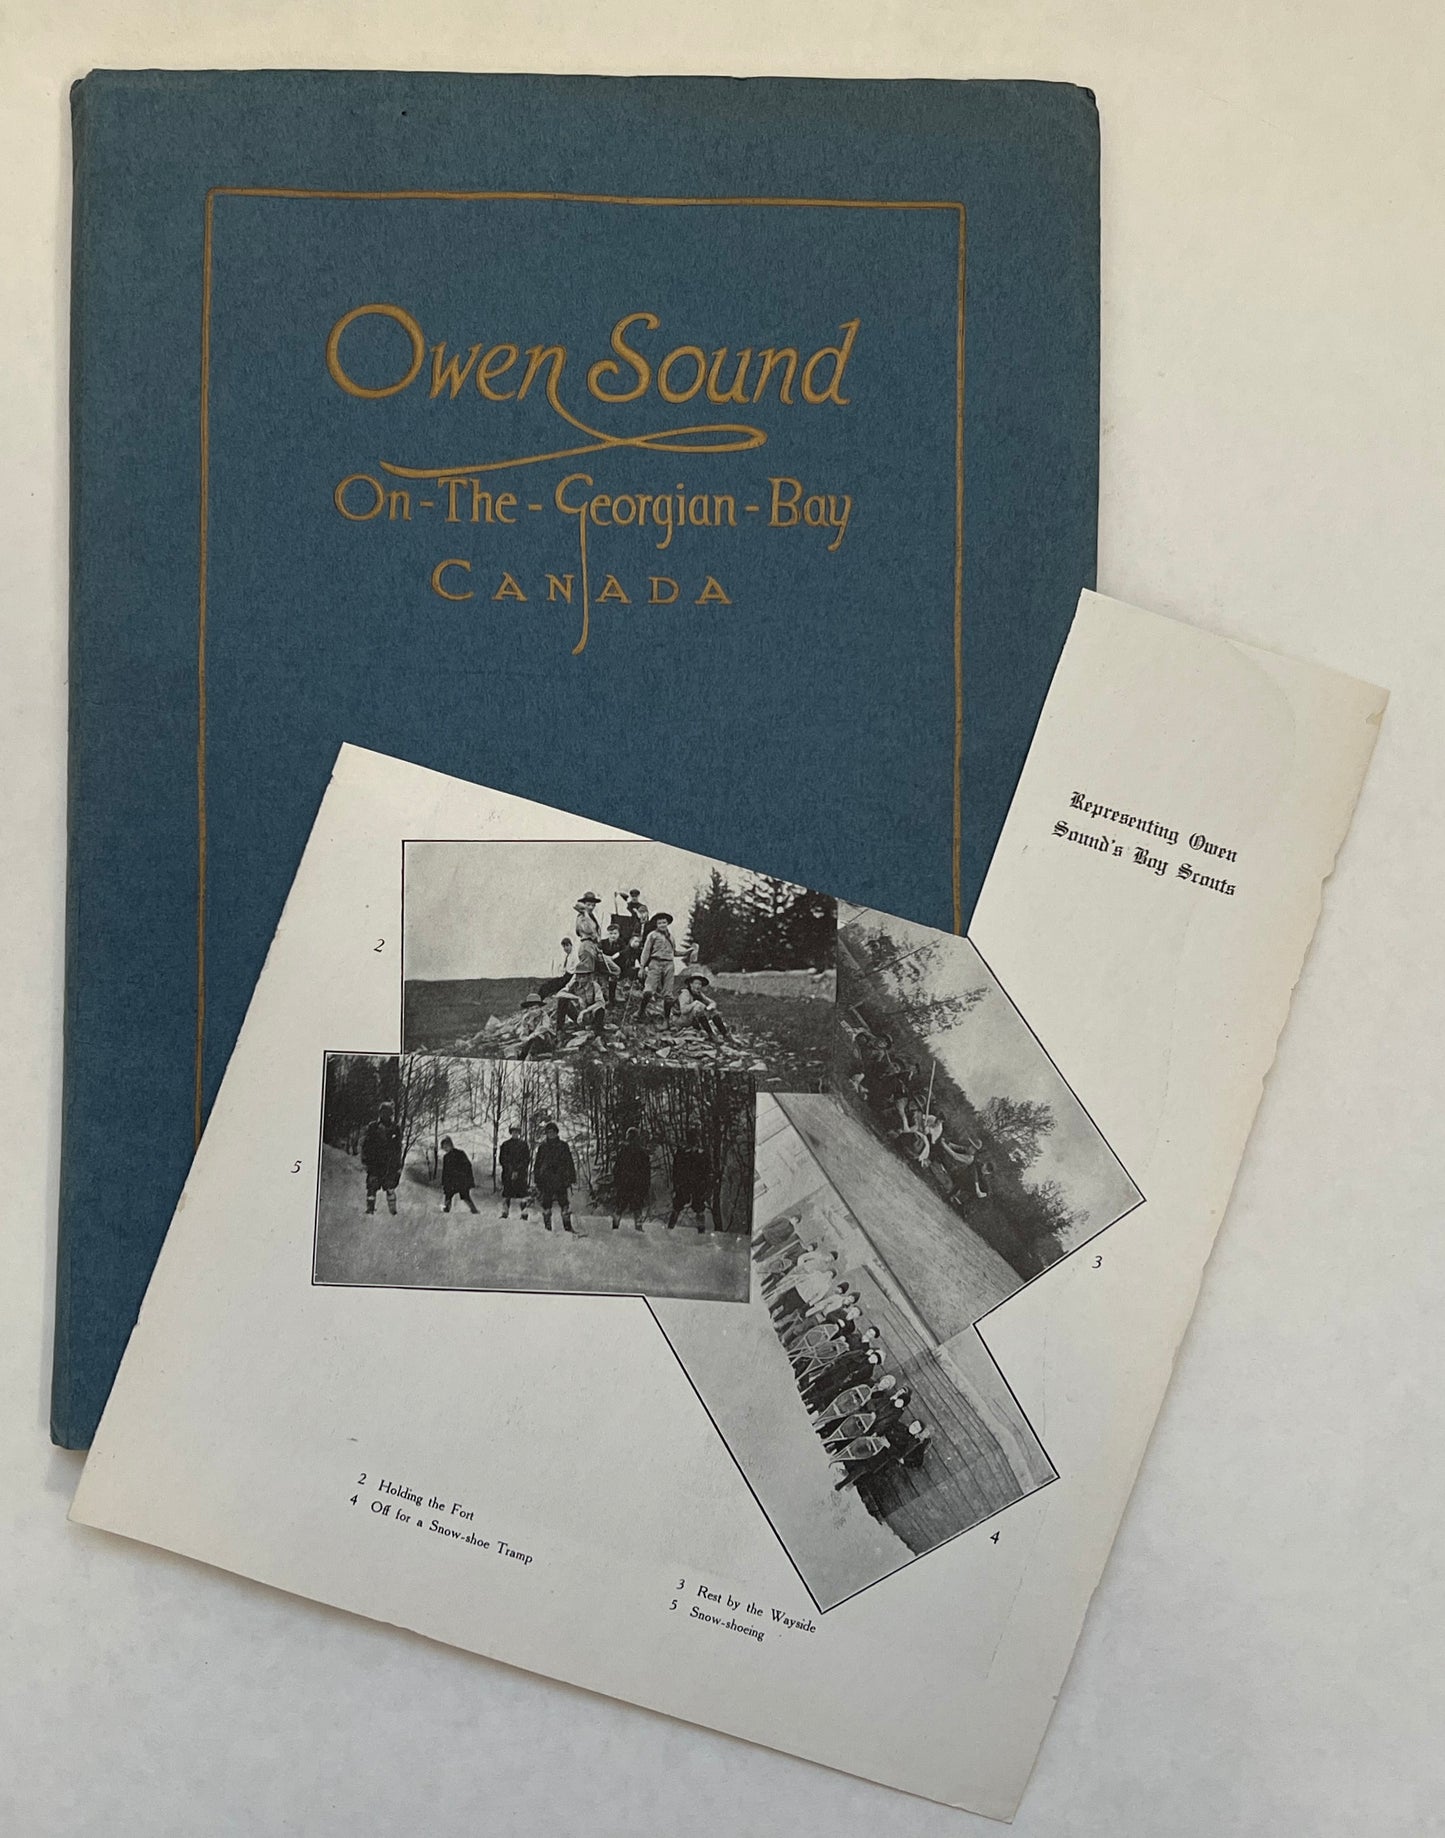 Owen Sound
On-The-Georgian-Bay
CANADA
Representing Owen
Sound's Boy Scouts
2
5
3
4
2 Holding the Fort
4 Off for a Snow-shoe Tramp
3 Rest by the Wayside
5 Snow-shoeing